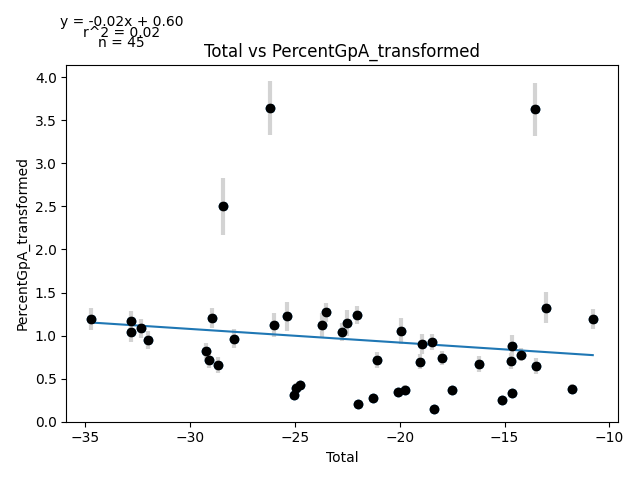 y = -0.02x + 0.60
r^2 = 0.02
n = 45
Total vs PercentGpA_transformed
4.0
3.5
3.0
2.5
2.0
1.5
1.0
0.5
0.0
PercentGpA_transformed
−35
−30
−25
−20
−15
−10
Total